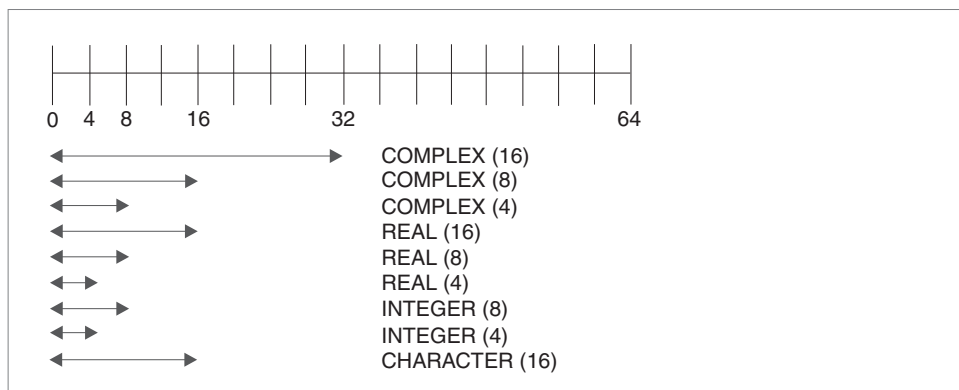 0 4 8 16 32 64
COMPLEX (16)
COMPLEX (8)
COMPLEX (4)
REAL (16)
REAL (8)
REAL (4)
INTEGER (8)
INTEGER (4)
CHARACTER (16)